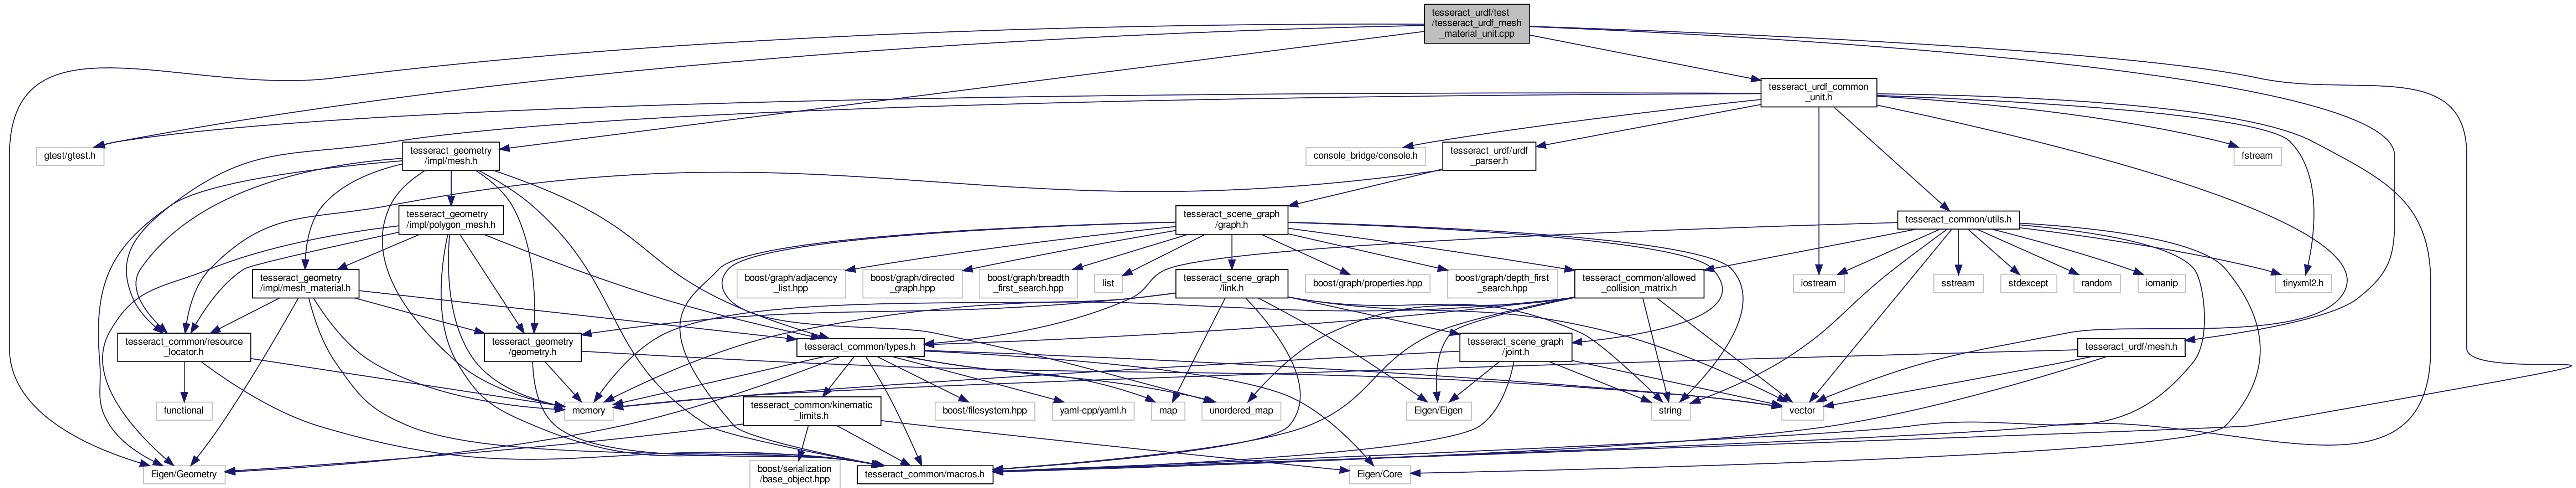 tesseract_urdf/test
/tesseract_urdf_mesh
_material_unit.cpp
tesseract_urdf_common
_unit.h
gtest/gtest.h
tesseract_geometry
/impl/mesh.h
console_bridge/console.h
tesseract_urdf/urdf
_parser.h
fstream
tesseract_geometry
/impl/polygon_mesh.h
tesseract_scene_graph
/graph.h
tesseract_common/utils.h
tesseract_geometry
/impl/mesh_material.h
boost/graph/adjacency
_list.hpp
boost/graph/directed
_graph.hpp
boost/graph/breadth
_first_search.hpp
list
tesseract_scene_graph
/link.h
boost/graph/properties.hpp
boost/graph/depth_first
_search.hpp
tesseract_common/allowed
_collision_matrix.h
iostream
sstream
stdexcept
random
iomanip
tinyxml2.h
tesseract_common/resource
_locator.h
tesseract_geometry
/geometry.h
tesseract_common/types.h
tesseract_scene_graph
/joint.h
tesseract_urdf/mesh.h
functional
memory
tesseract_common/kinematic
_limits.h
boost/filesystem.hpp
yaml-cpp/yaml.h
map
unordered_map
Eigen/Eigen
string
vector
Eigen/Geometry
boost/serialization
/base_object.hpp
tesseract_common/macros.h
Eigen/Core